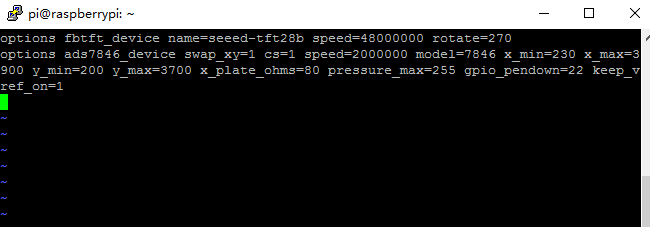 pi@raspberrypi: ~
options fbtft_device name=seeed-tft28b speed=48000000 rotate=270
options ads7846_device swap_xy=1 cs=1 speed=2000000 model=7846 x_min=230 x_max=3
900 y_min=200 y_max=3700 x_plate_ohms=80 pressure_max=255 gpio_pendown=22 keep_v
ref_on=1
~
~
~
~
~
~
~